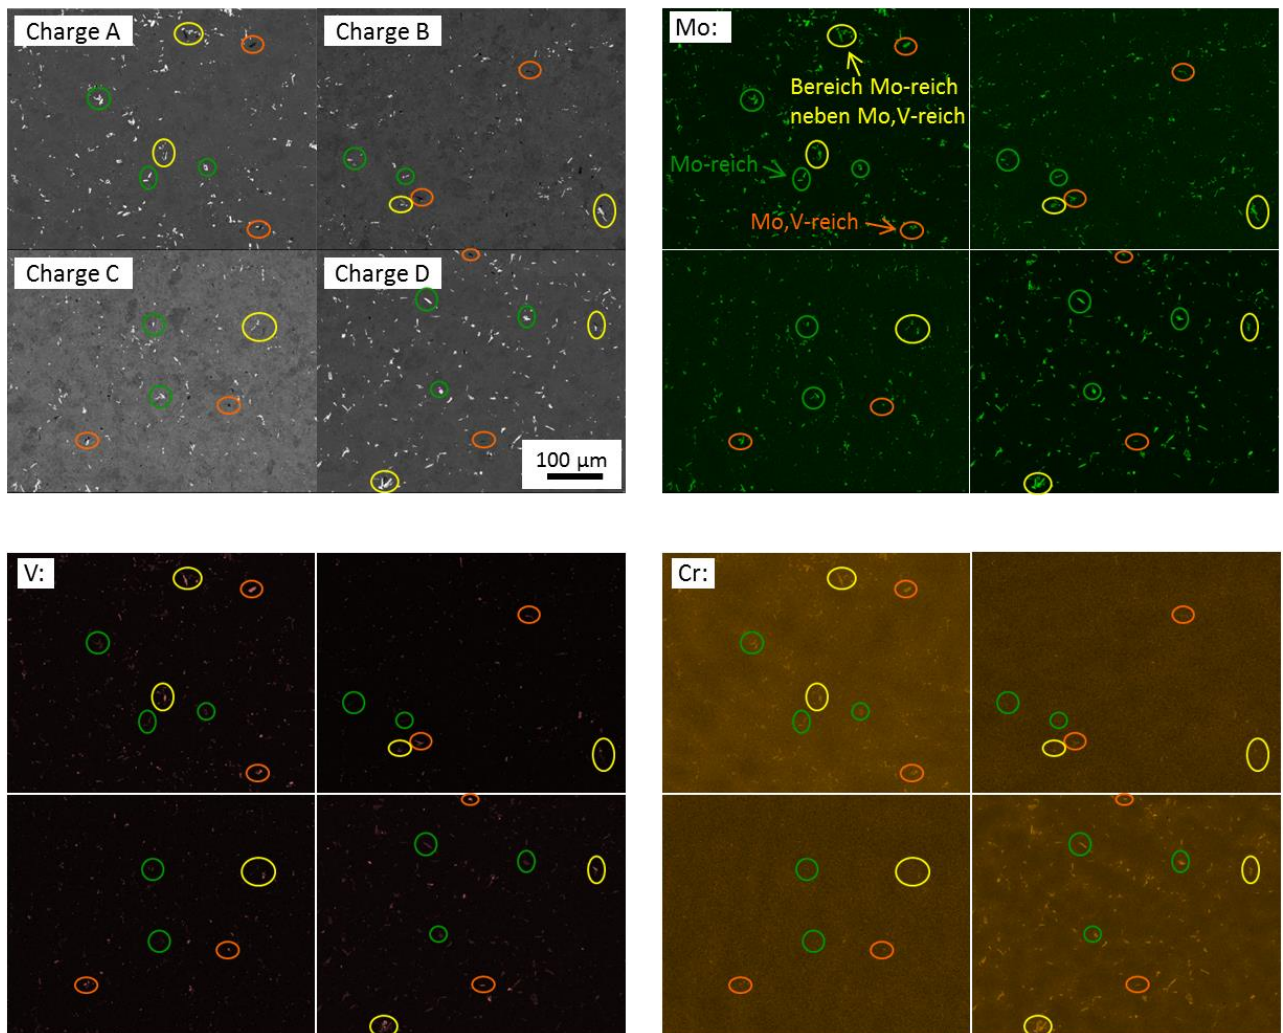 Charge A
Charge B
Mo:
Bereich Mo-reich
neben Mo,V-reich
Mo-reich
Mo,V-reich
Charge C
Charge D
100 µm
V:
Cr: